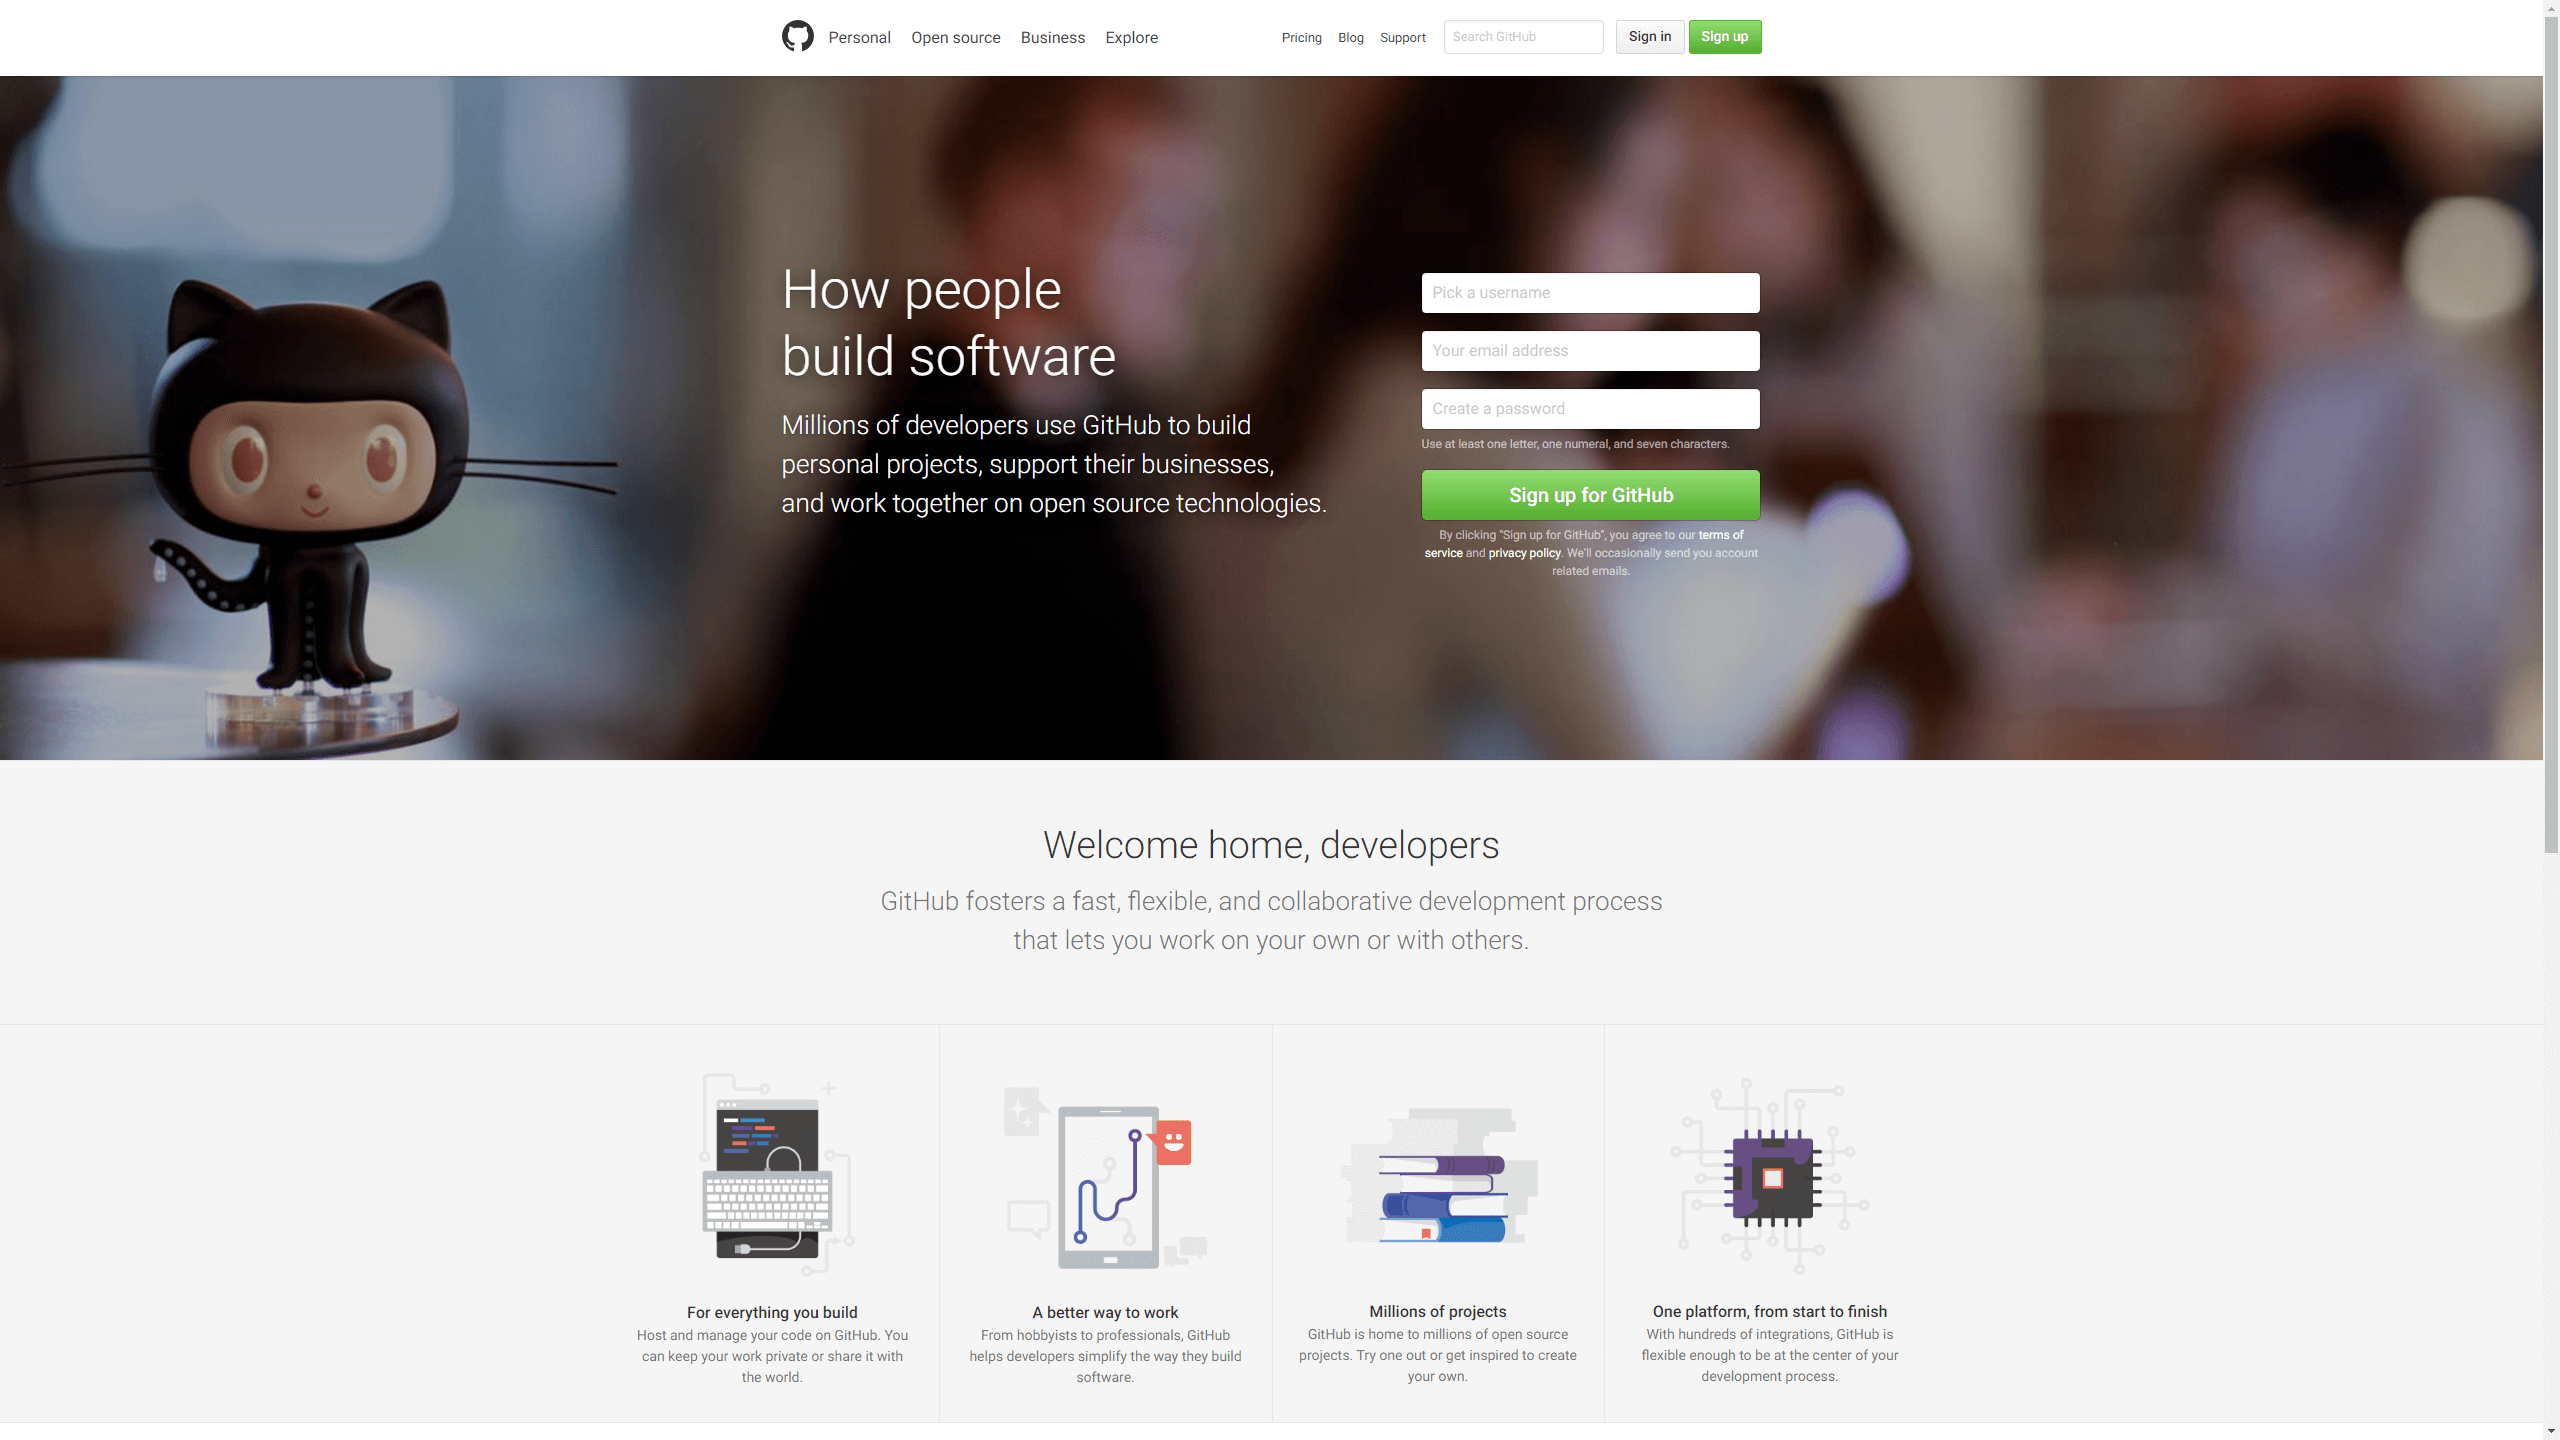 Personal Open source Business Explore Pricing Blog Support Search GitHub Sign in Sign up
How people
build software
Millions of developers use GitHub to build
personal projects, support their businesses,
and work together on open source technologies.
Pick a username
Your email address
Create a password
Use at least one letter, one numeral, and seven characters.
Sign up for GitHub
By clicking "Sign up for GitHub", you agree to our terms of
service and privacy policy. We'll occasionally send you account
related emails.
Welcome home, developers
GitHub fosters a fast, flexible, and collaborative development process
that lets you work on your own or with others.
For everything you build
Host and manage your code on GitHub. You
can keep your work private or share it with
the world.
A better way to work
From hobbyists to professionals, GitHub
helps developers simplify the way they build
software.
Millions of projects
GitHub is home to millions of open source
projects. Try one out or get inspired to create
your own.
One platform, from start to finish
With hundreds of integrations, GitHub is
flexible enough to be at the center of your
development process.